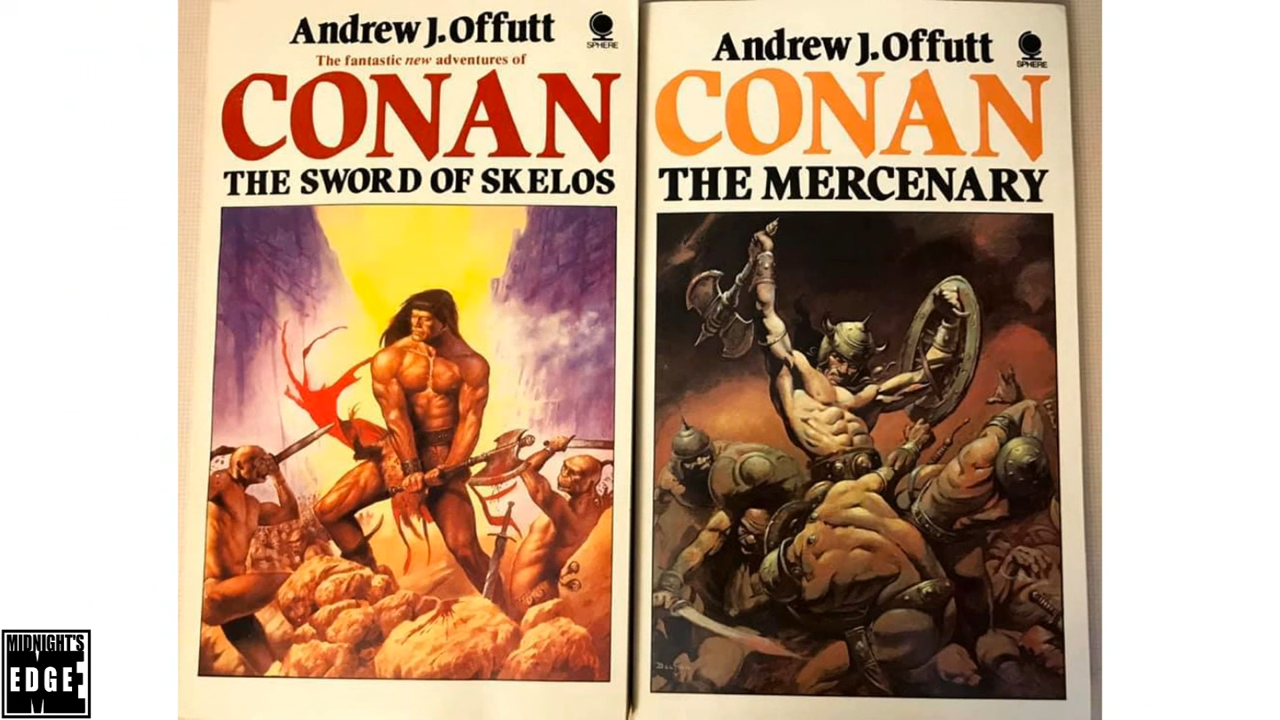 Andrew J. Offutt
SPHERE
The fantastic new adventures of
CONAN
THE SWORD OF SKELOS
Andrew J. Offutt
SPHERE
CONAN
THE MERCENARY
MIDNIGHT'S
EDGE
ME